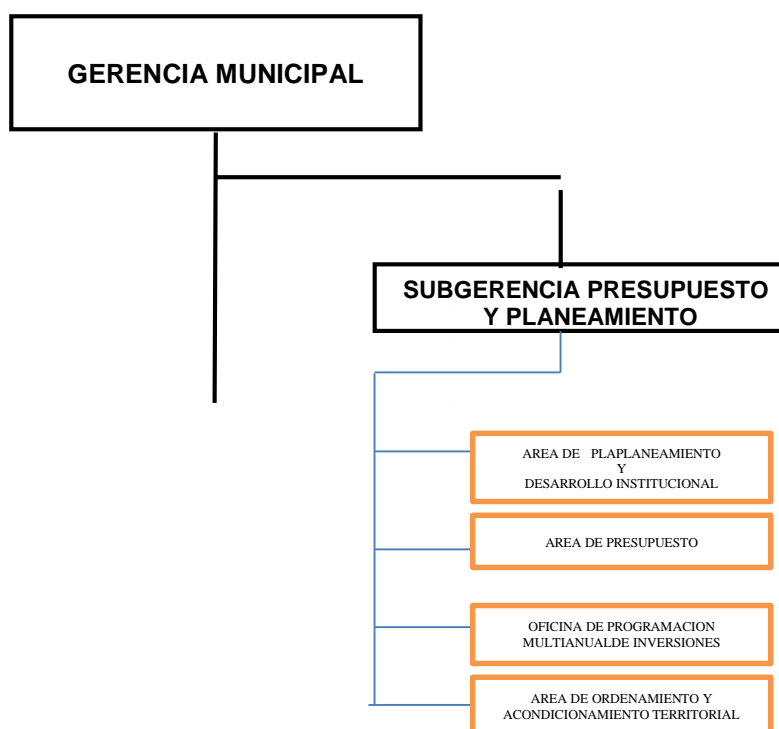 GERENCIA MUNICIPAL
SUBGERENCIA PRESUPUESTO
Y PLANEAMIENTO
AREA DE PLAPLANEAMIENTO
Y
DESARROLLO INSTITUCIONAL
AREA DE PRESUPUESTO
OFICINA DE PROGRAMACION
MULTIANUALDE INVERSIONES
AREA DE ORDENAMIENTO Y
ACONDICIONAMIENTO TERRITORIAL